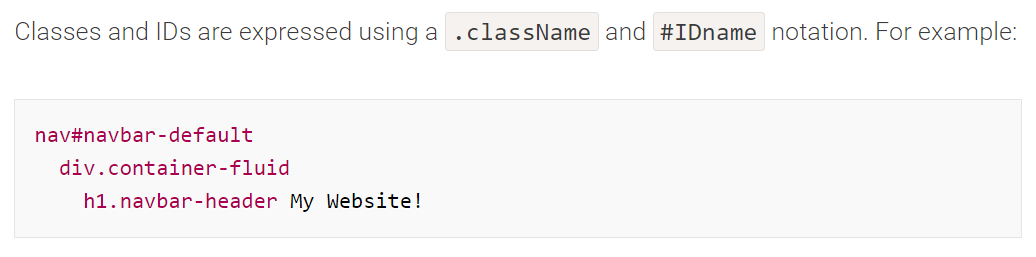 Classes and IDs are expressed using a .className and #IDname notation. For example:
nav#navbar-default
  div.container-fluid
    h1.navbar-header My Website!